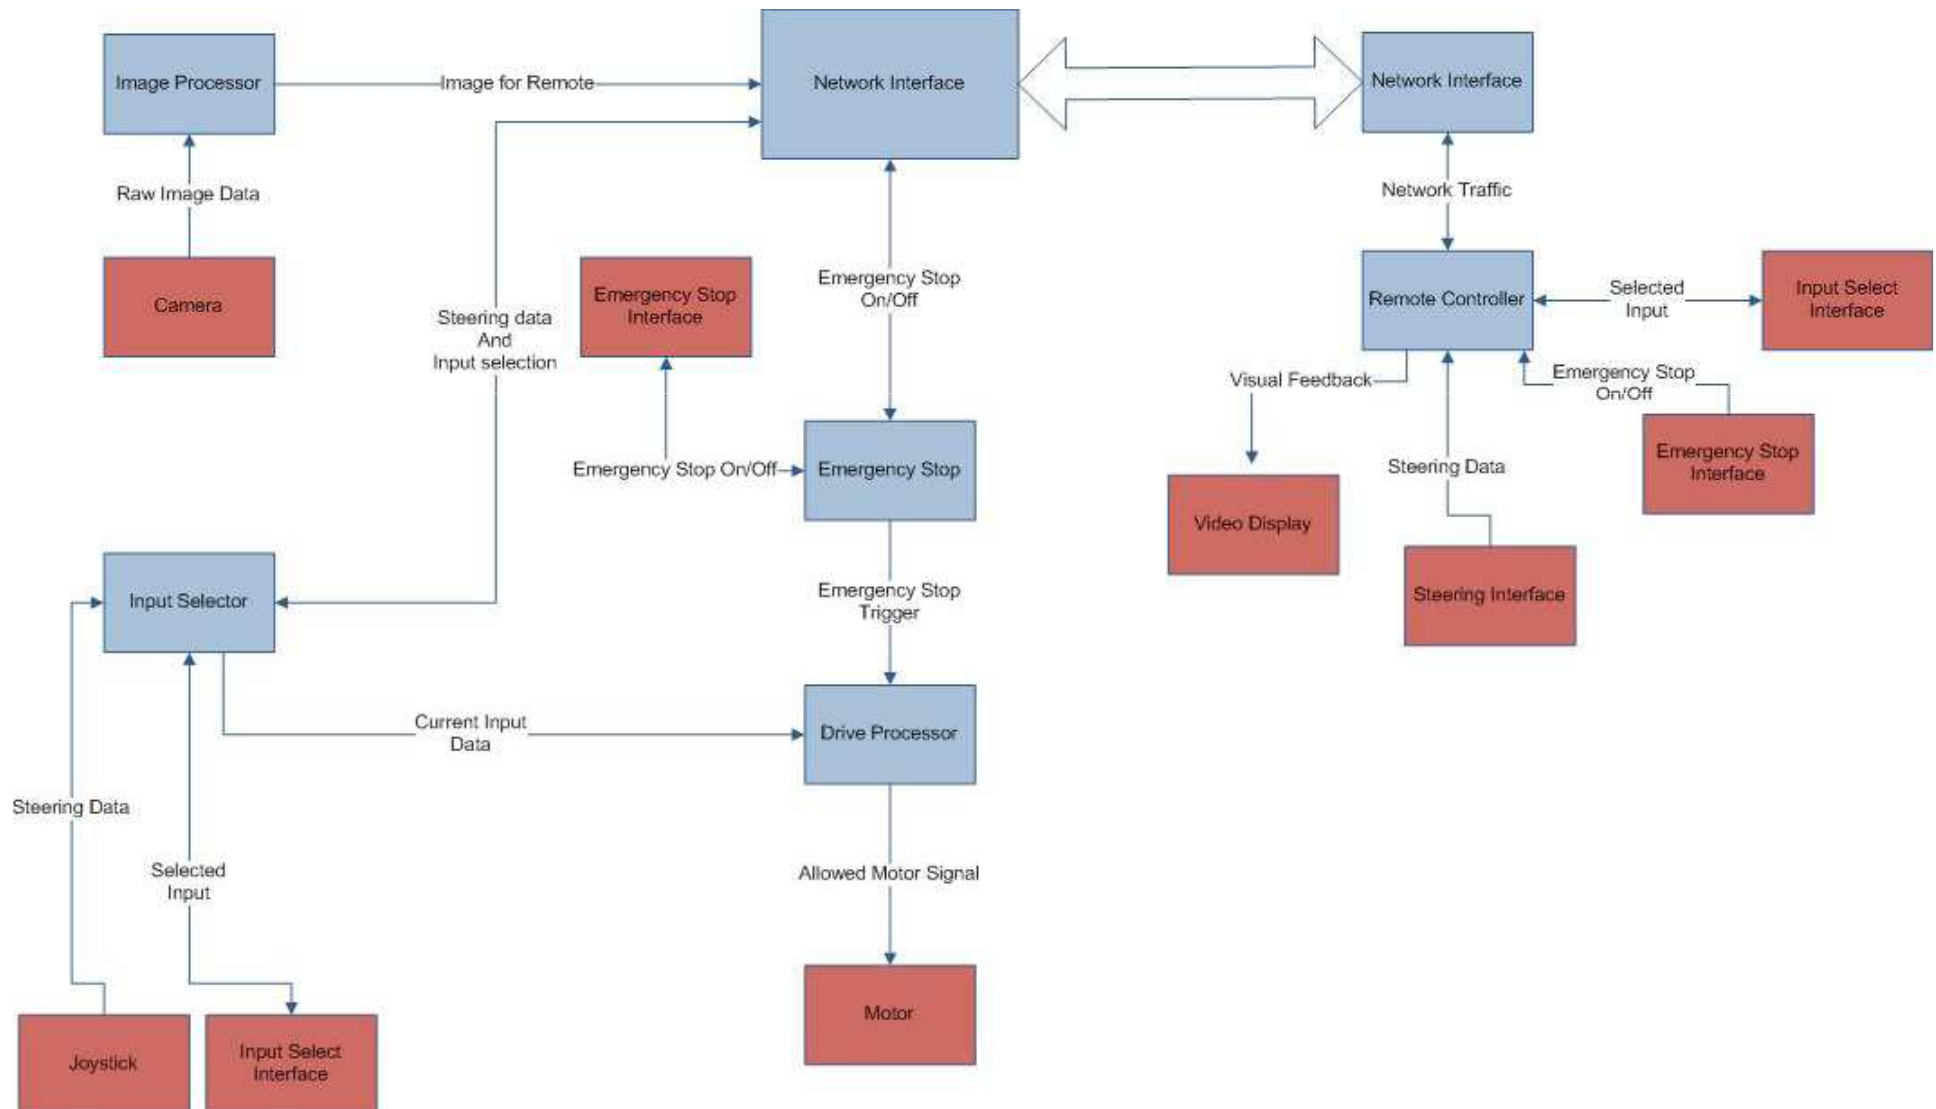 Image Processor
Image for Remote
Network Interface
Network Interface
Raw Image Data
Network Traffic
Camera
Emergency Stop
Interface
Emergency Stop
On/Off
Steering data
And
Input selection
Remote Controller
Selected
Input
Input Select
Interface
Visual Feedback
Emergency Stop
On/Off
Emergency Stop On/Off
Emergency Stop
Steering Data
Emergency Stop
Interface
Video Display
Steering Interface
Input Selector
Emergency Stop
Trigger
Current Input
Data
Drive Processor
Steering Data
Selected
Input
Allowed Motor Signal
Motor
Joystick
Input Select
Interface